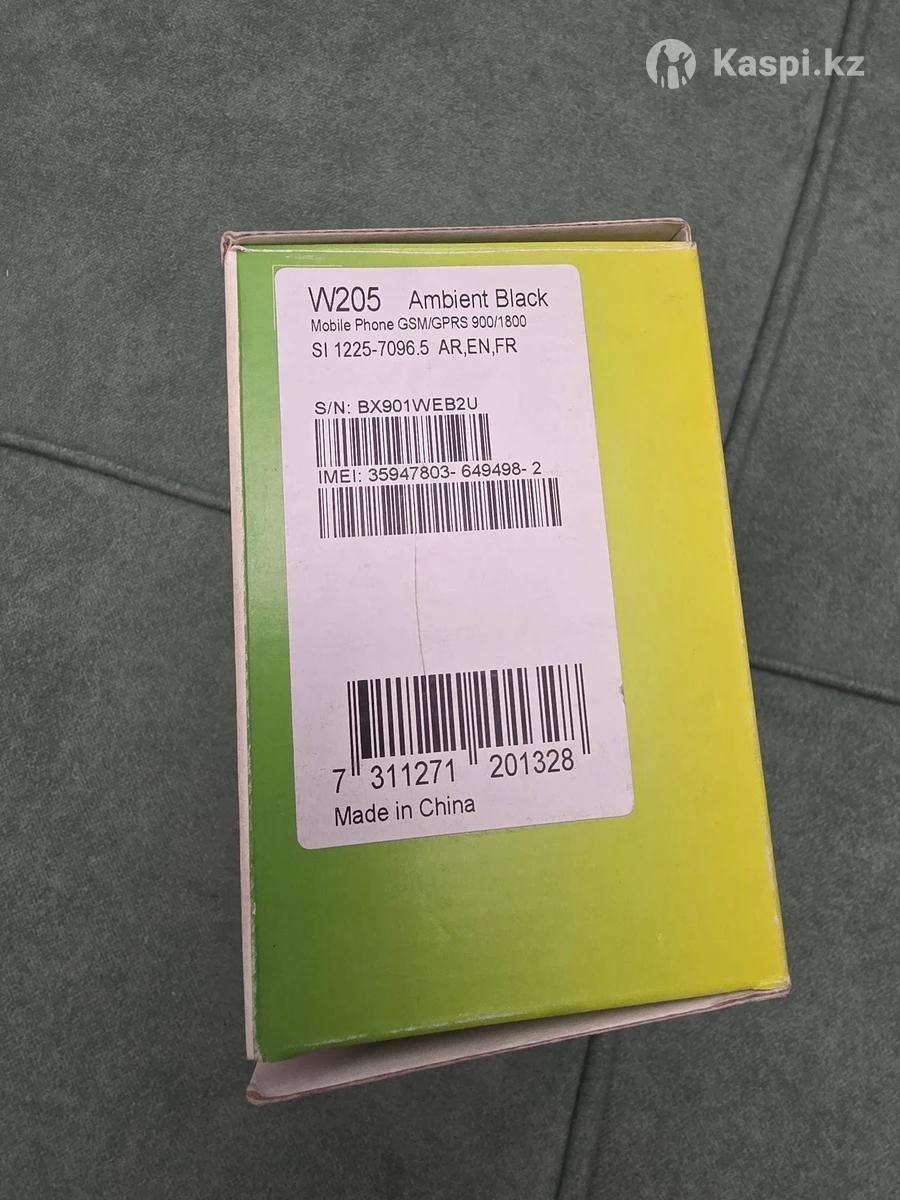 Kaspi.kz
W205 Ambient Black
Mobile Phone GSM/GPRS 900/1800
SI 1225-7096.5 AR,EN,FR
S/N: BX901WEB2U
IMEI: 35947803- 649498- 2
7 311271 201328
Made in China